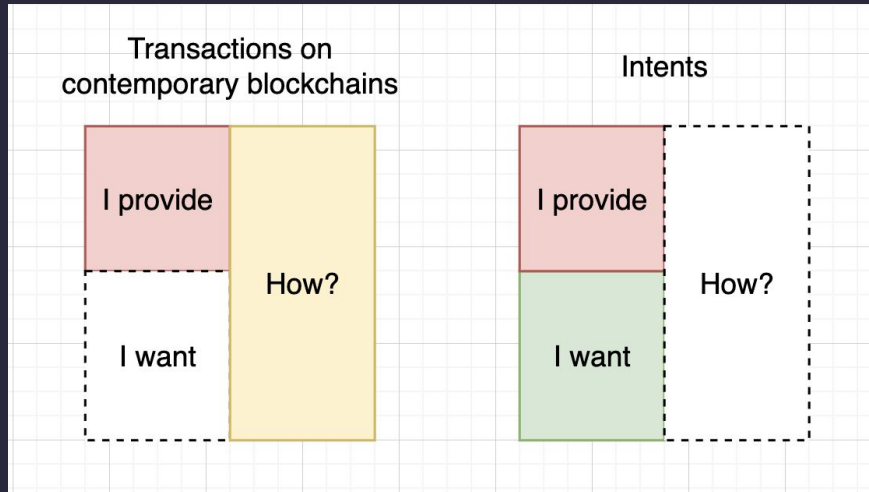 Transactions on
contemporary blockchains
I provide
I want
How?
Intents
I provide
I want
How?